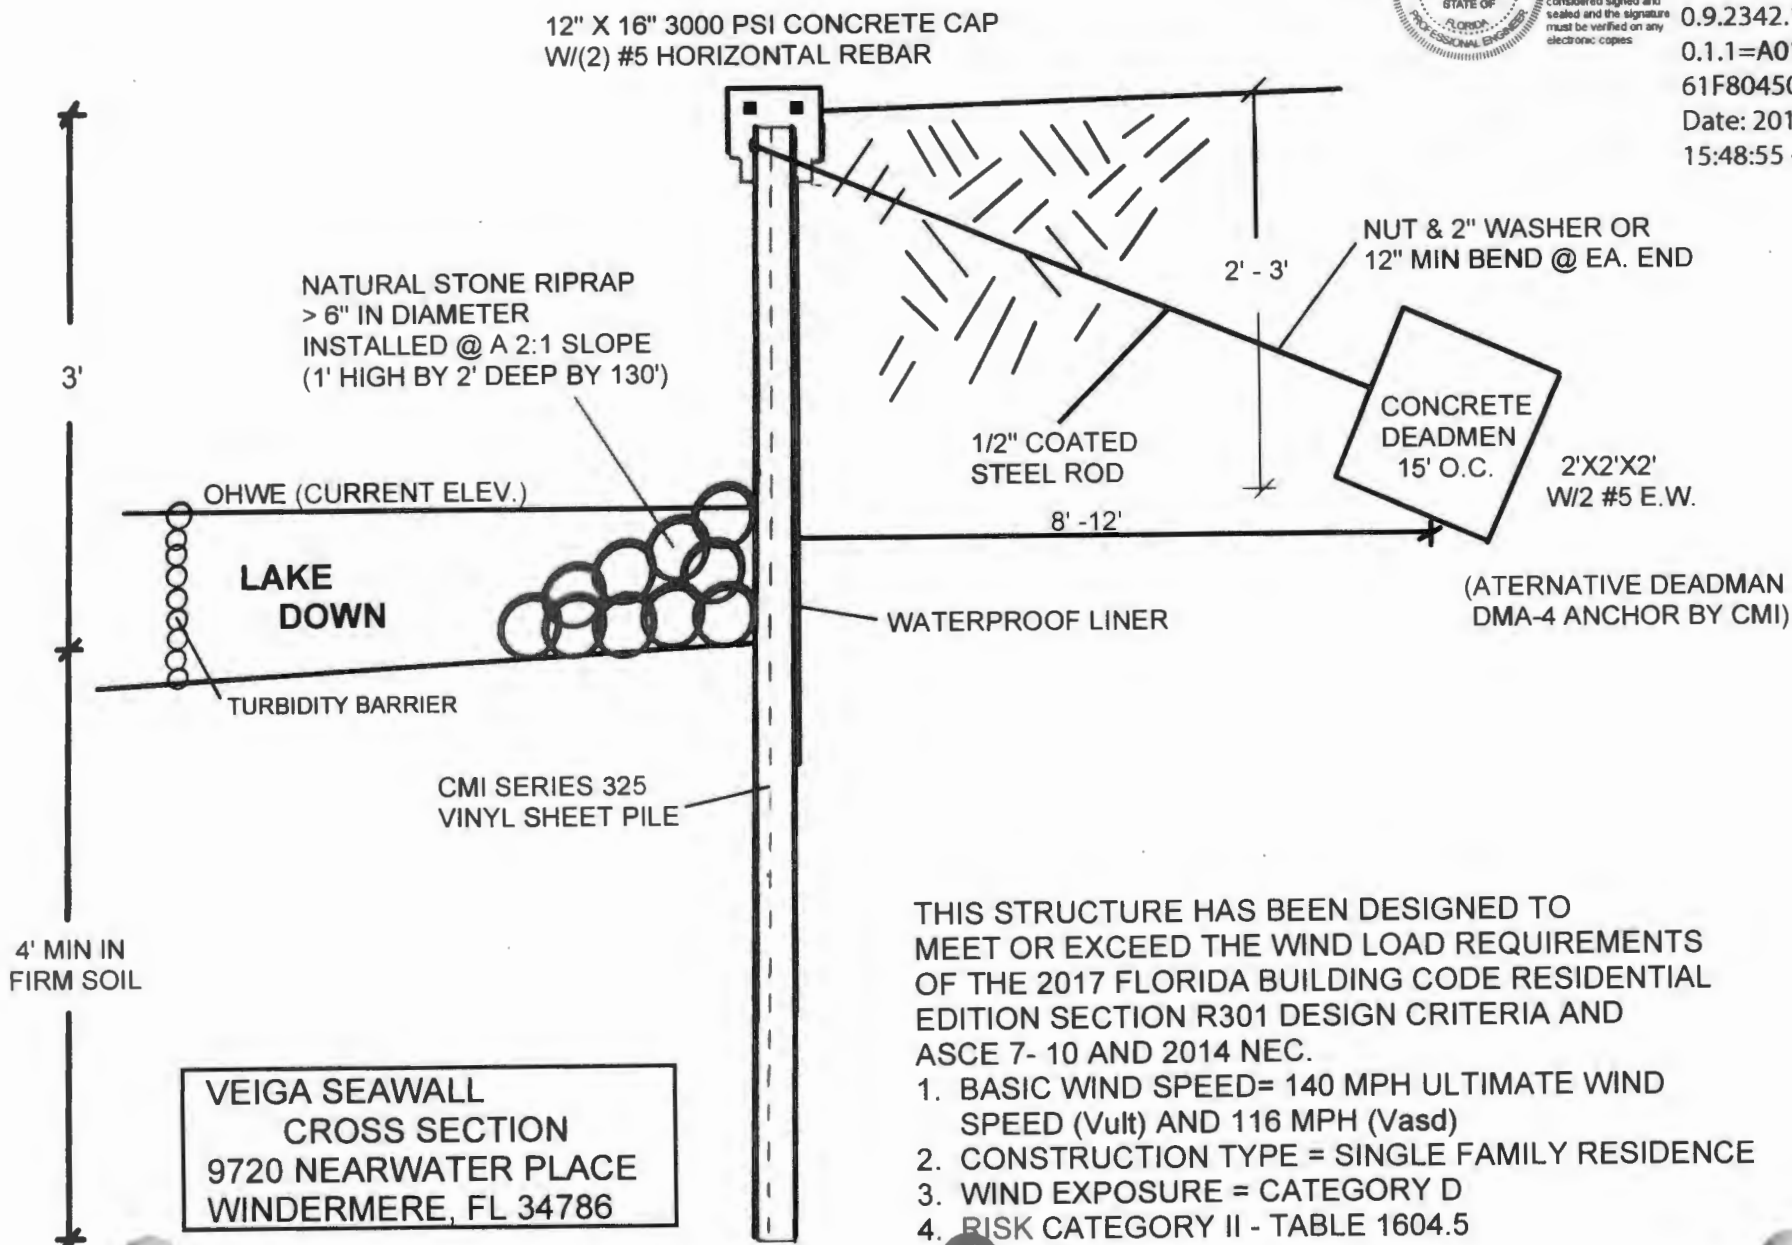 12" X 16" 3000 PSI CONCRETE CAP
W/(2) #5 HORIZONTAL REBAR
STATE OF
FLORIDA
PROFESSIONAL ENGINEER
considered signed and
sealed and the signature
must be verified on any
electronic copies
0.9.2342.
0.1.1=A0
61F80450
Date: 201
15:48:55
NUT & 2" WASHER OR
12" MIN BEND @ EA. END
2' - 3'
NATURAL STONE RIPRAP
> 6" IN DIAMETER
INSTALLED @ A 2:1 SLOPE
(1' HIGH BY 2' DEEP BY 130')
3'
1/2" COATED
STEEL ROD
CONCRETE
DEADMEN
15' O.C.
2'X2'X2'
W/2 #5 E.W.
OHWE (CURRENT ELEV.)
8' -12'
LAKE
DOWN
WATERPROOF LINER
(ATERNATIVE DEADMAN
DMA-4 ANCHOR BY CMI)
TURBIDITY BARRIER
CMI SERIES 325
VINYL SHEET PILE
4' MIN IN
FIRM SOIL
THIS STRUCTURE HAS BEEN DESIGNED TO
MEET OR EXCEED THE WIND LOAD REQUIREMENTS
OF THE 2017 FLORIDA BUILDING CODE RESIDENTIAL
EDITION SECTION R301 DESIGN CRITERIA AND
ASCE 7- 10 AND 2014 NEC.
1. BASIC WIND SPEED= 140 MPH ULTIMATE WIND
SPEED (Vult) AND 116 MPH (Vasd)
2. CONSTRUCTION TYPE = SINGLE FAMILY RESIDENCE
3. WIND EXPOSURE = CATEGORY D
4. RISK CATEGORY II - TABLE 1604.5
VEIGA SEAWALL
CROSS SECTION
9720 NEARWATER PLACE
WINDERMERE, FL 34786